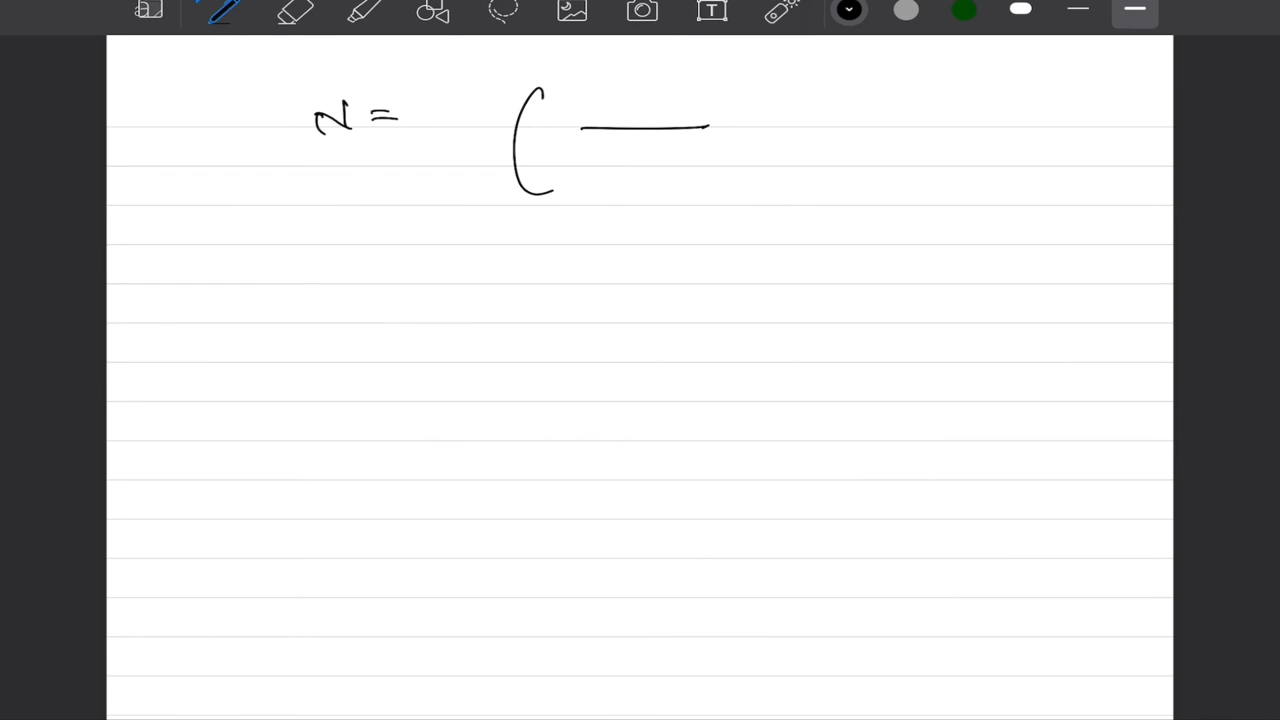 N = (